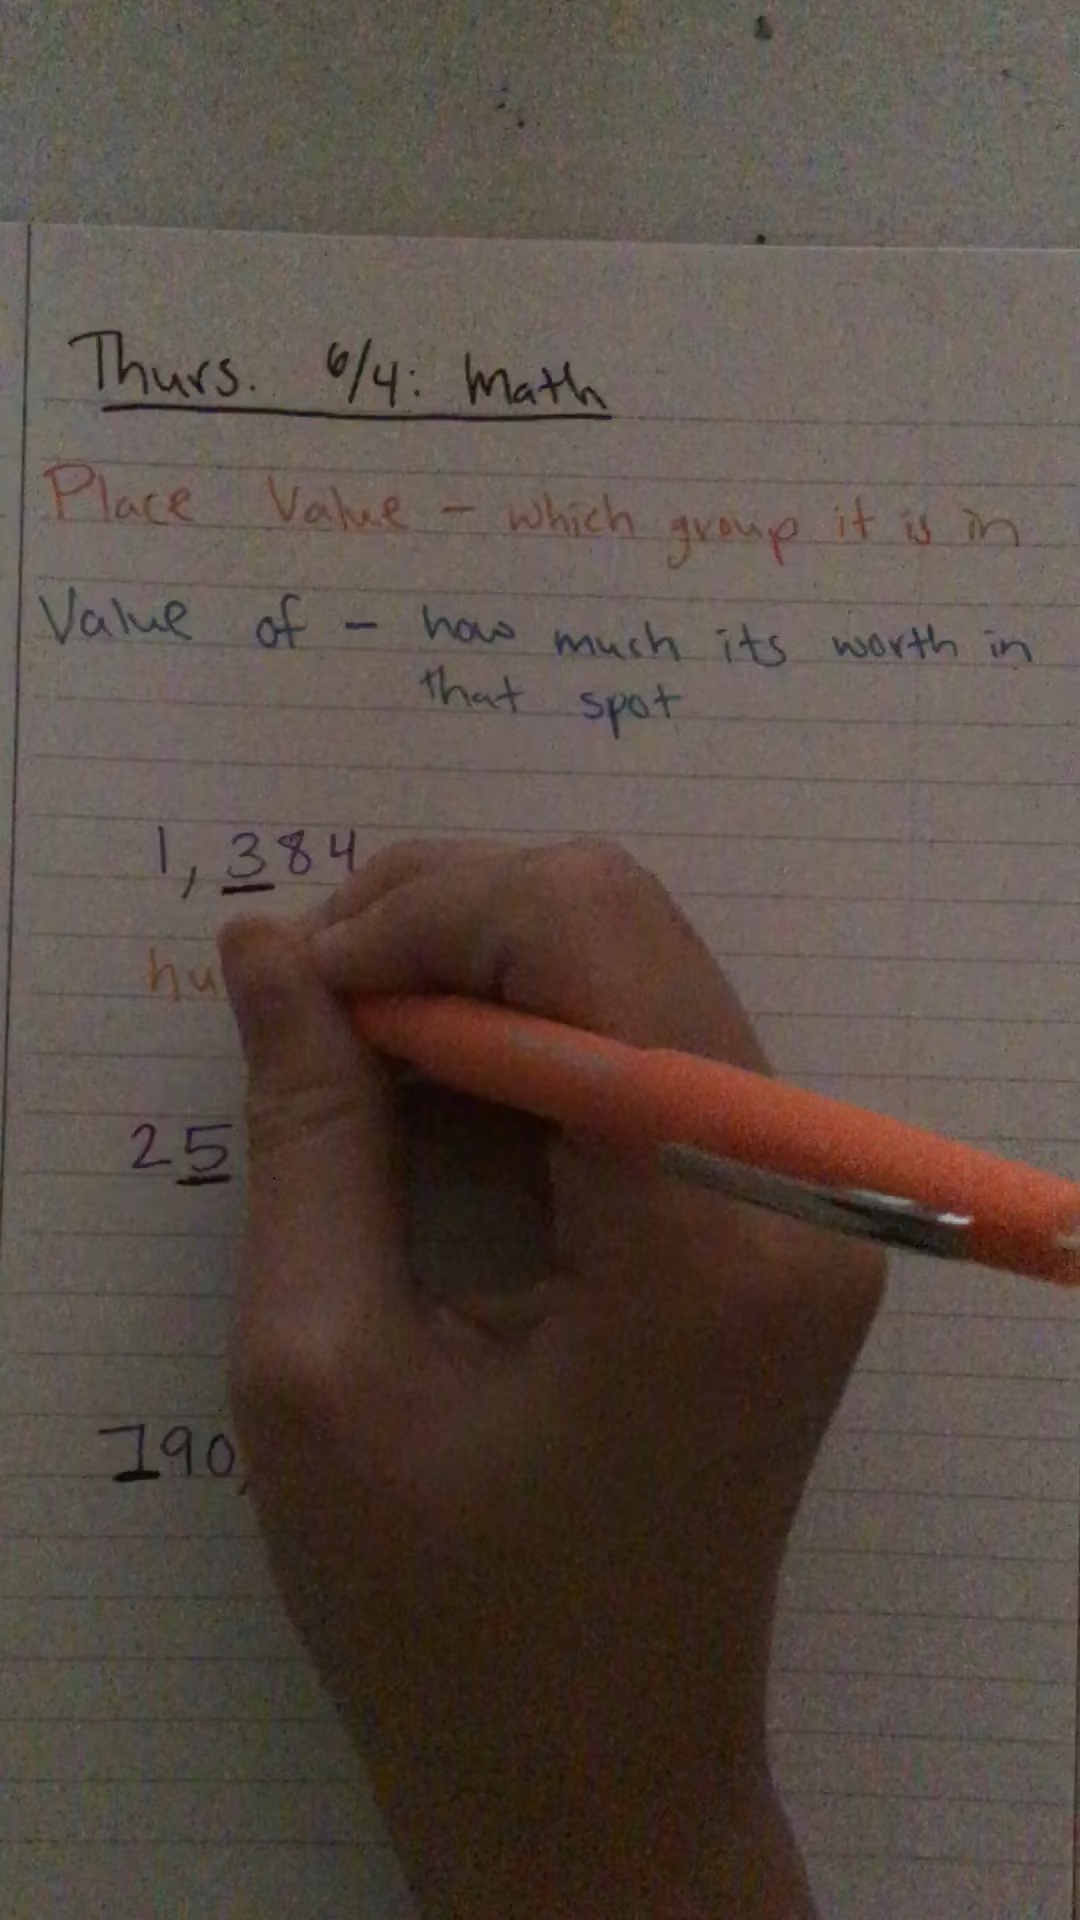 Thurs. 6/4: Math
Place Value - which group it is in
Value of - how much its worth in
that spot
1,384
hu
25
190,